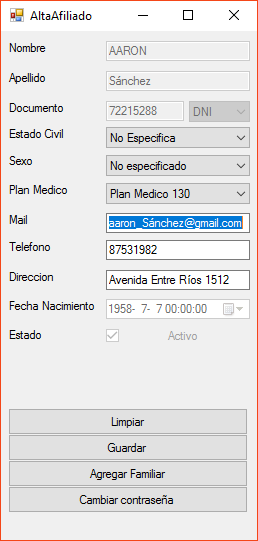 AltaAfiliado
Nombre AARON
Apellido Sánchez
Documento 72215288 DNI
Estado Civil No Especifica
Sexo No especificado
Plan Medico Plan Medico 130
Mail aaron_Sánchez@gmail.com
Telefono 87531982
Direccion Avenida Entre Ríos 1512
Fecha Nacimiento 1958- 7- 7 00:00:00
Estado Activo
Limpiar
Guardar
Agregar Familiar
Cambiar contraseña